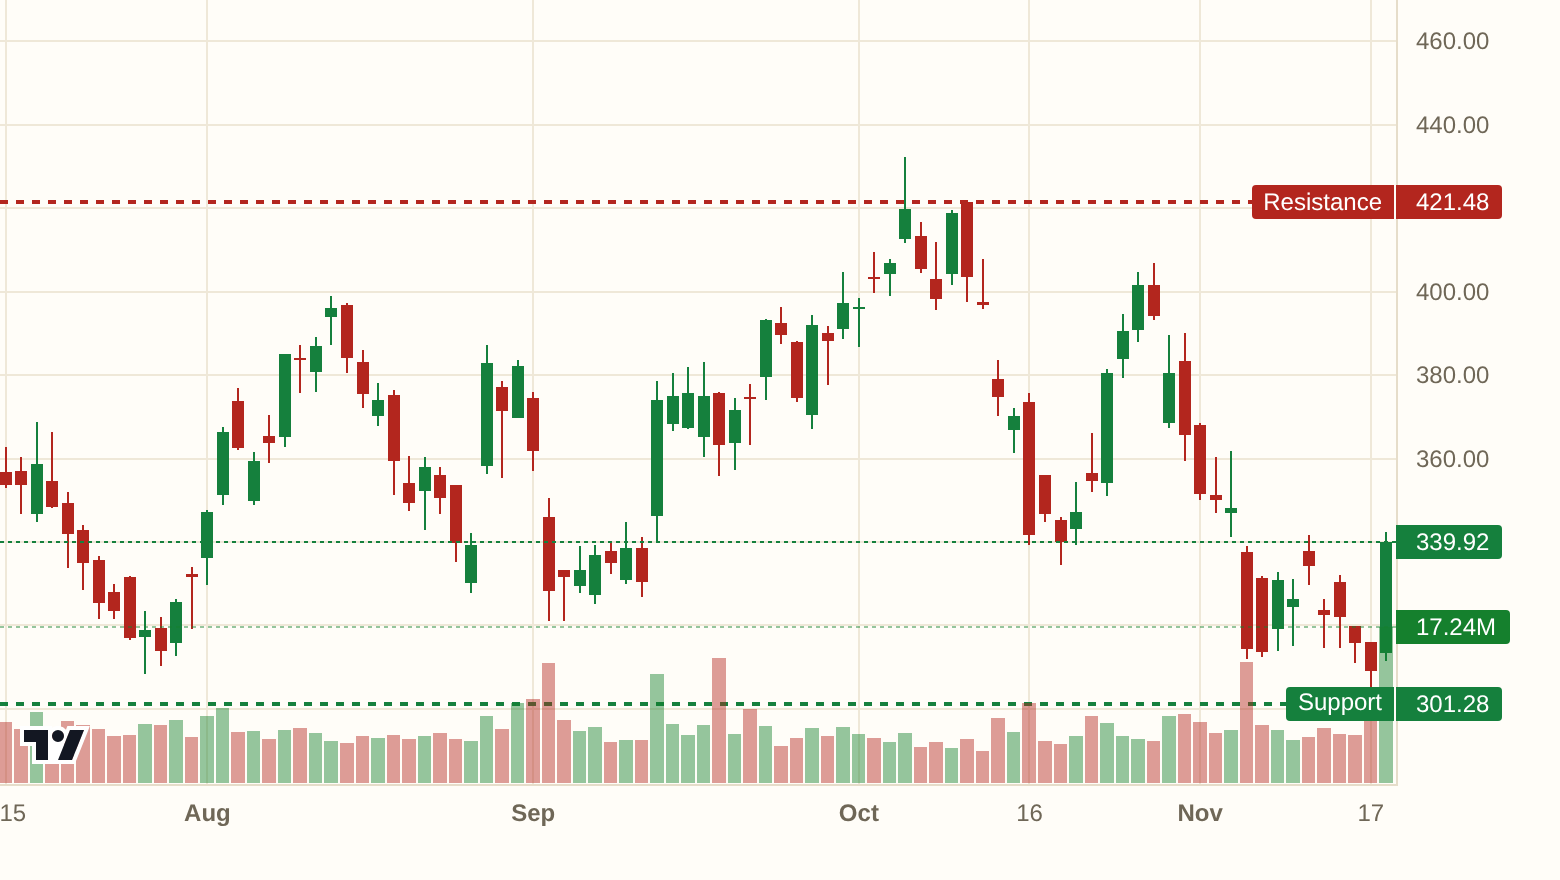 460.00
440.00
Resistance 421.48
400.00
380.00
360.00
339.92
17.24M
Support 301.28
15 Aug Sep Oct 16 Nov 17